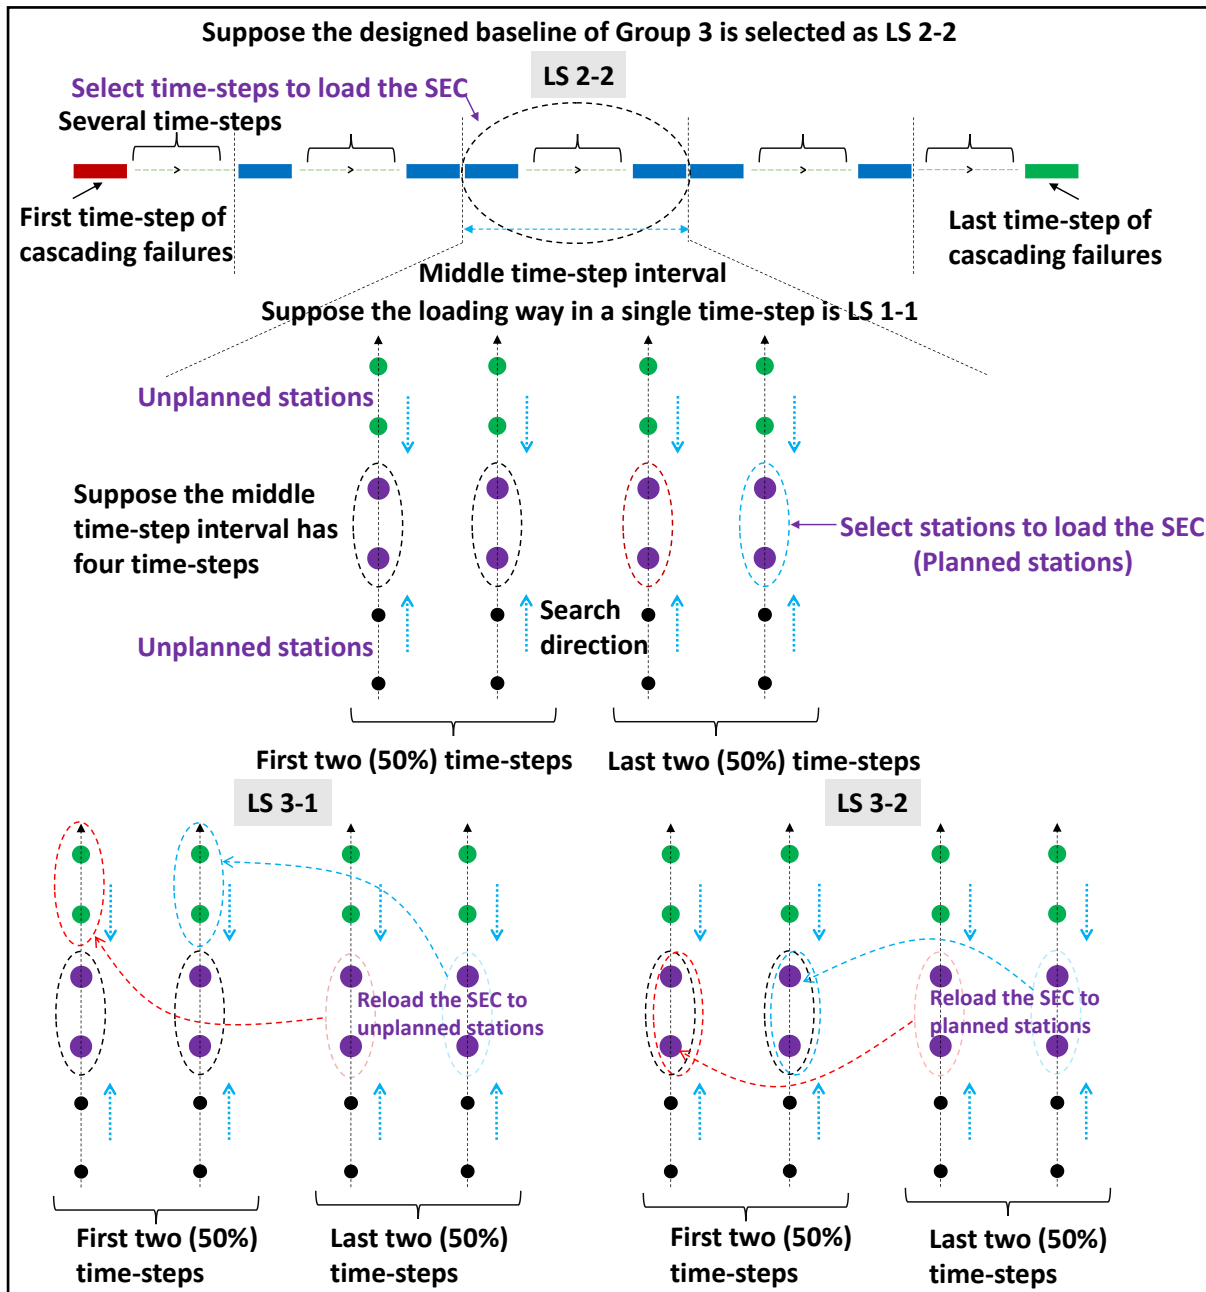 Suppose the designed baseline of Group 3 is selected as LS 2-2
LS 2-2
Select time-steps to load the SEC
Several time-steps
First time-step of
cascading failures
Last time-step of
cascading failures
Middle time-step interval
Suppose the loading way in a single time-step is LS 1-1
Unplanned stations
Suppose the middle
time-step interval has
four time-steps
Select stations to load the SEC
(Planned stations)
Search
direction
Unplanned stations
First two (50%) time-steps
Last two (50%) time-steps
LS 3-1
LS 3-2
Reload the SEC to
unplanned stations
Reload the SEC to
planned stations
First two (50%)
time-steps
Last two (50%)
time-steps
First two (50%)
time-steps
Last two (50%)
time-steps